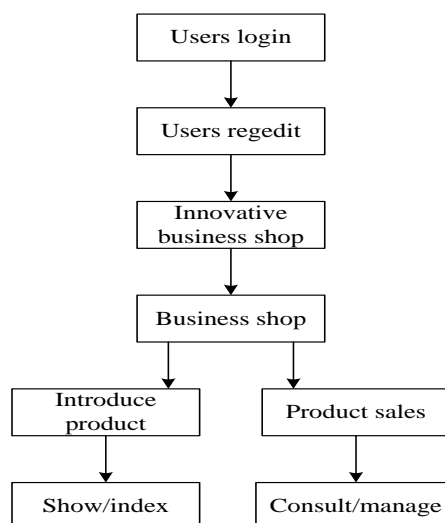 Users login
Users regedit
Innovative
business shop
Business shop
Introduce
product
Product sales
Show/index
Consult/manage